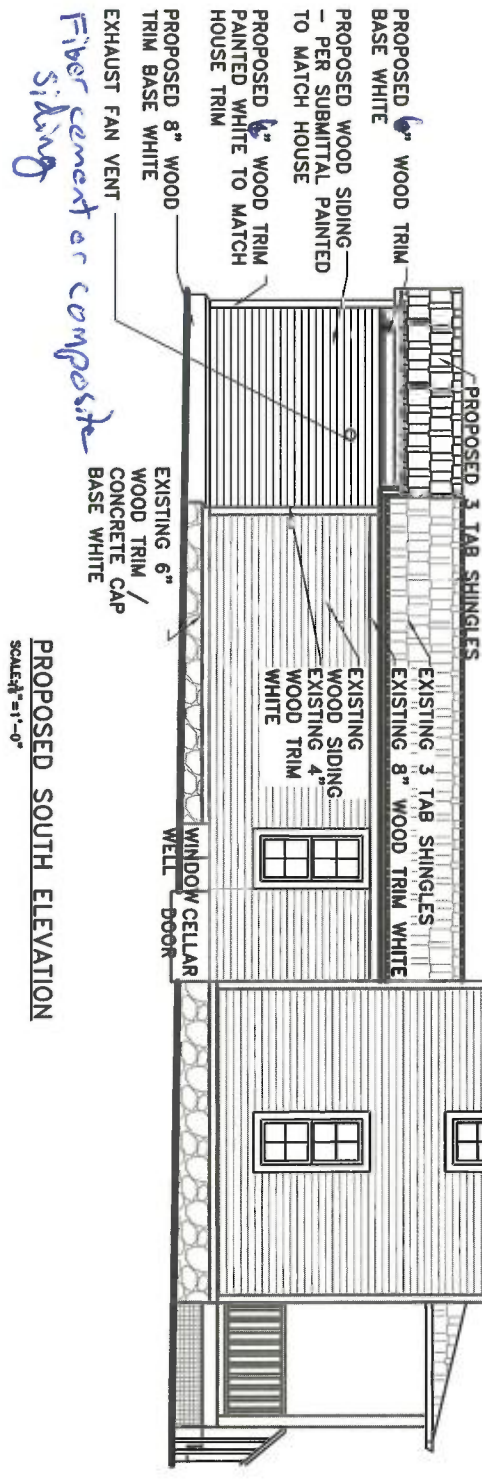 PROPOSED 6" WOOD TRIM
BASE WHITE
PROPOSED WOOD SIDING
– PER SUBMITTAL PAINTED
TO MATCH HOUSE
PROPOSED 6" WOOD TRIM
PAINTED WHITE TO MATCH
HOUSE TRIM
PROPOSED 8" WOOD
TRIM BASE WHITE
EXHAUST FAN VENT
Fiber cement or composite
siding
PROPOSED 3 TAB SHINGLES
EXISTING 3 TAB SHINGLES
EXISTING 8" WOOD TRIM WHITE
EXISTING
WOOD SIDING
EXISTING 4"
WOOD TRIM
WHITE
EXISTING 6"
WOOD TRIM /
CONCRETE CAP
BASE WHITE
WINDOW
WELL
CELLAR
DOOR
PROPOSED SOUTH ELEVATION
SCALE: =1'-0"